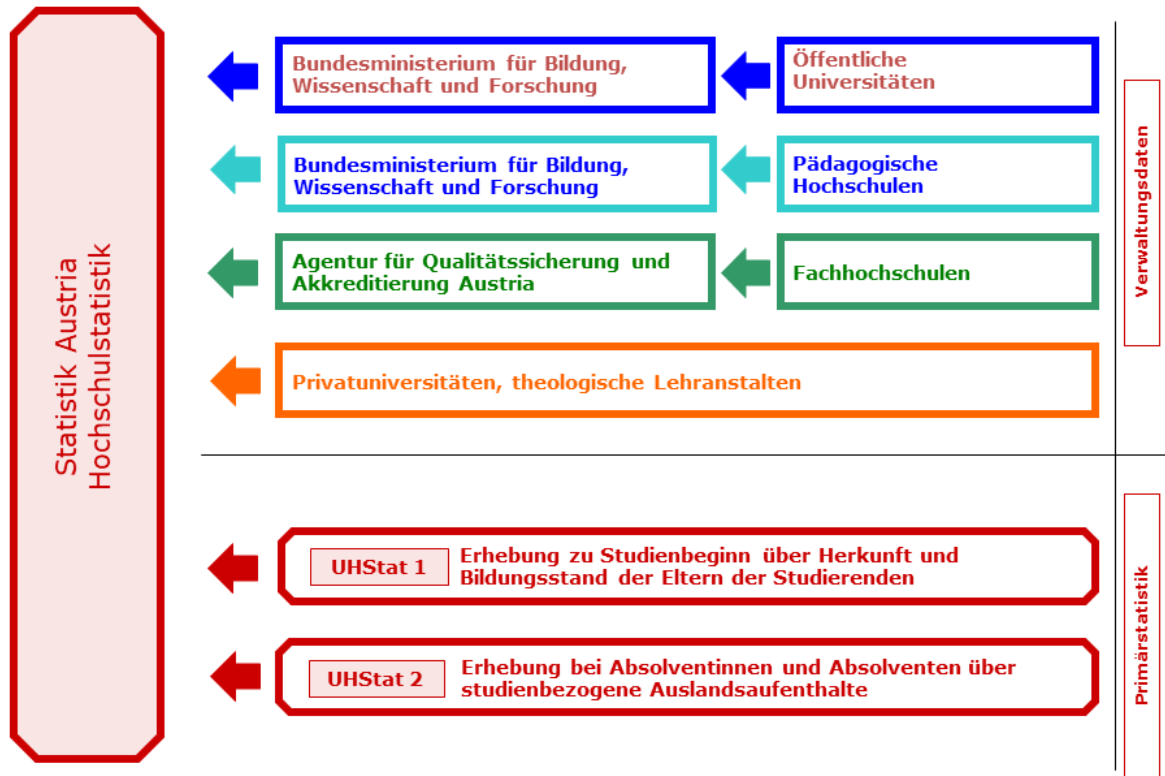 Statistik Austria
Hochschulstatistik
Bundesministerium für Bildung,
Wissenschaft und Forschung
Öffentliche
Universitäten
Bundesministerium für Bildung,
Wissenschaft und Forschung
Pädagogische
Hochschulen
Agentur für Qualitätssicherung und
Akkreditierung Austria
Fachhochschulen
Privatuniversitäten, theologische Lehranstalten
Verwaltungsdaten
UHStat 1
Erhebung zu Studienbeginn über Herkunft und
Bildungsstand der Eltern der Studierenden
UHStat 2
Erhebung bei Absolventinnen und Absolventen über
studienbezogene Auslandsaufenthalte
Primärstatistik